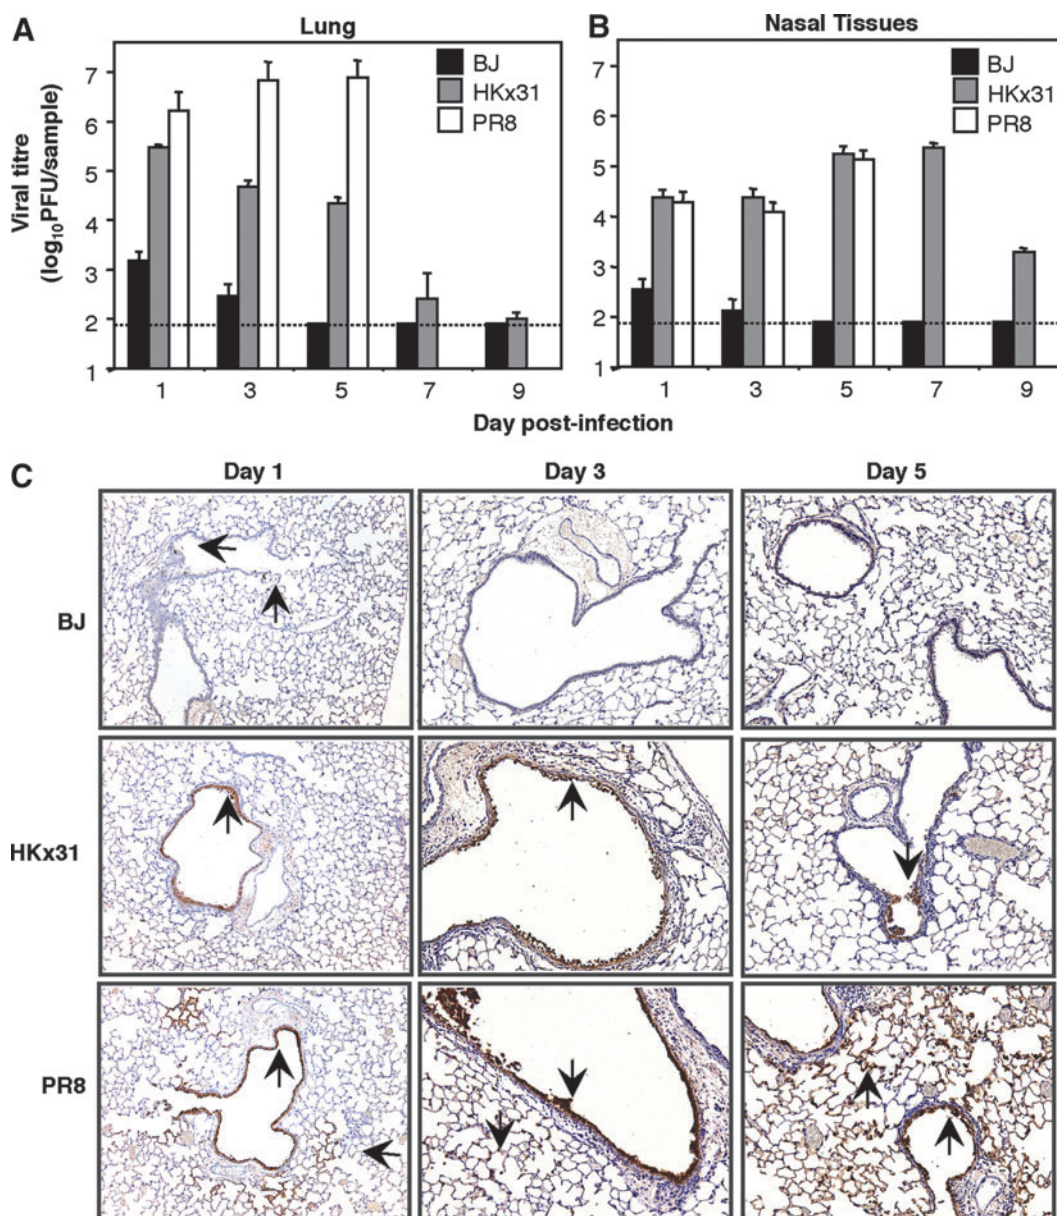 A
Lung
BJ
HKx31
PR8
Viral titre
(log₁₀PFU/sample)
7
6
5
4
3
2
1
1 3 5 7 9
B
Nasal Tissues
BJ
HKx31
PR8
7
6
5
4
3
2
1
1 3 5 7 9
Day post-infection
C
Day 1 Day 3 Day 5
BJ
HKx31
PR8